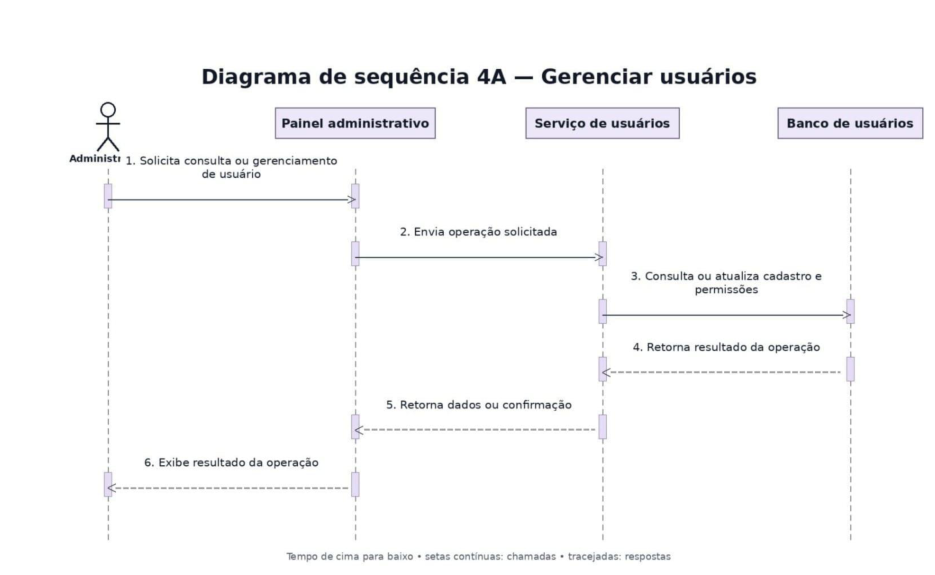 Diagrama de sequência 4A — Gerenciar usuários
Painel administrativo
Serviço de usuários
Banco de usuários
1. Solicita consulta ou gerenciamento
de usuário
2. Envia operação solicitada
3. Consulta ou atualiza cadastro e
permissões
4. Retorna resultado da operação
5. Retorna dados ou confirmação
6. Exibe resultado da operação
Tempo de cima para baixo • setas contínuas: chamadas • tracejadas: respostas